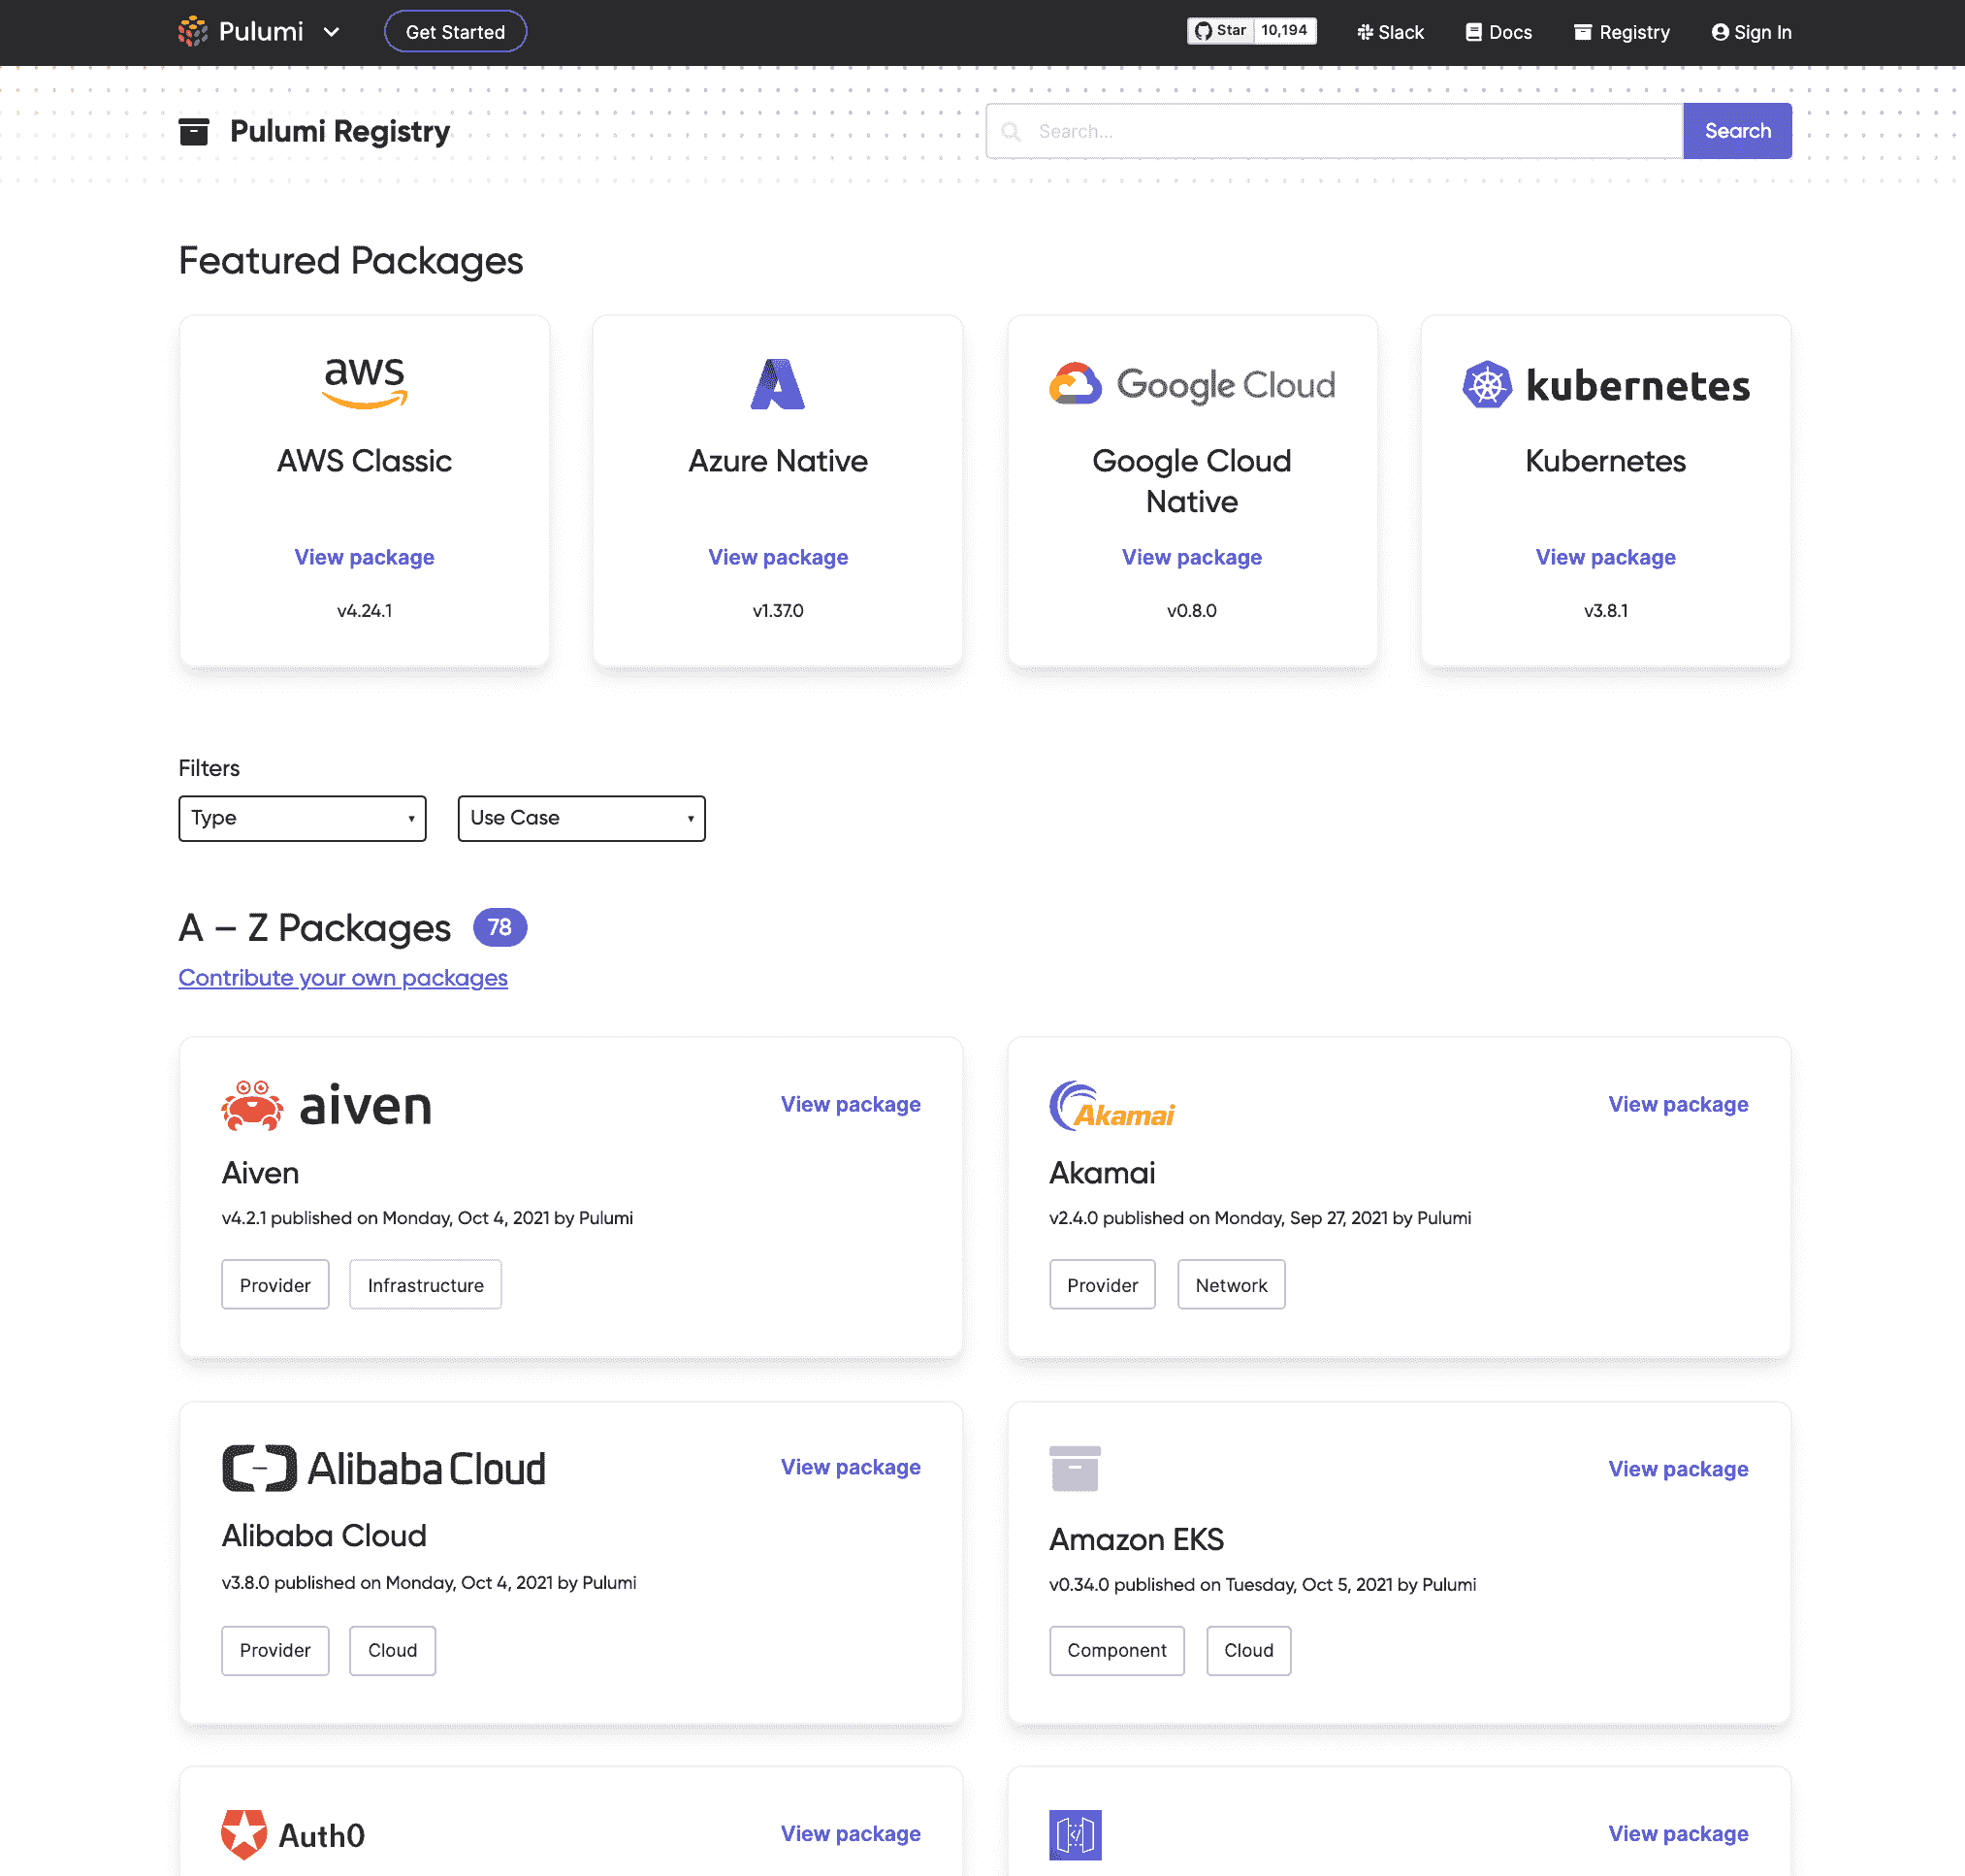 Pulumi
Get Started
Star 10,194
Slack
Docs
Registry
Sign In
Pulumi Registry
Search...
Search
Featured Packages
aws
AWS Classic
View package
v4.24.1
Azure Native
View package
v1.37.0
Google Cloud
Google Cloud
Native
View package
v0.8.0
kubernetes
Kubernetes
View package
v3.8.1
Filters
Type
Use Case
A – Z Packages 78
Contribute your own packages
aiven
View package
Aiven
v4.2.1 published on Monday, Oct 4, 2021 by Pulumi
Provider
Infrastructure
Akamai
View package
Akamai
v2.4.0 published on Monday, Sep 27, 2021 by Pulumi
Provider
Network
Alibaba Cloud
View package
Alibaba Cloud
v3.8.0 published on Monday, Oct 4, 2021 by Pulumi
Provider
Cloud
View package
Amazon EKS
v0.34.0 published on Tuesday, Oct 5, 2021 by Pulumi
Component
Cloud
Auth0
View package
View package